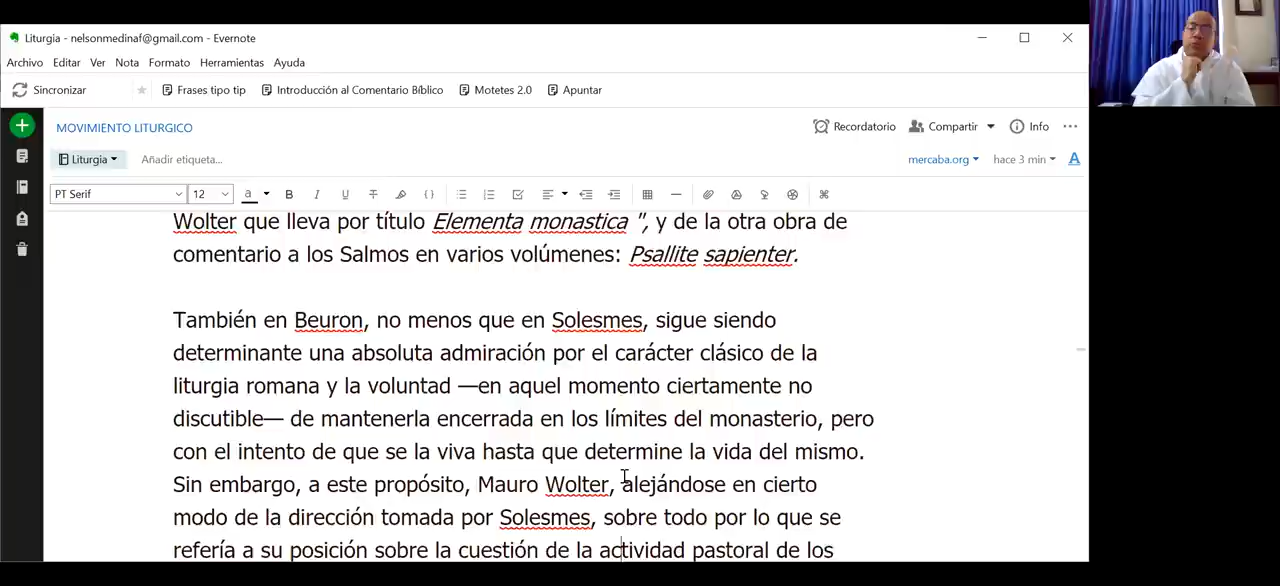 Liturgia - nelsonmedinaf@gmail.com - Evernote
Archivo Editar Ver Nota Formato Herramientas Ayuda
Sincronizar Frases tipo tip Introducción al Comentario Bíblico Motetes 2.0 Apuntar
MOVIMIENTO LITURGICO Recordatorio Compartir Info
Liturgia Añadir etiqueta... mercaba.org hace 3 min A
PT Serif 12 a B I U T
Wolter que lleva por título Elementa monastica ", y de la otra obra de
comentario a los Salmos en varios volúmenes: Psallite sapienter.
También en Beuron, no menos que en Solesmes, sigue siendo
determinante una absoluta admiración por el carácter clásico de la
liturgia romana y la voluntad —en aquel momento ciertamente no
discutible— de mantenerla encerrada en los límites del monasterio, pero
con el intento de que se la viva hasta que determine la vida del mismo.
Sin embargo, a este propósito, Mauro Wolter, alejándose en cierto
modo de la dirección tomada por Solesmes, sobre todo por lo que se
refería a su posición sobre la cuestión de la actividad pastoral de los